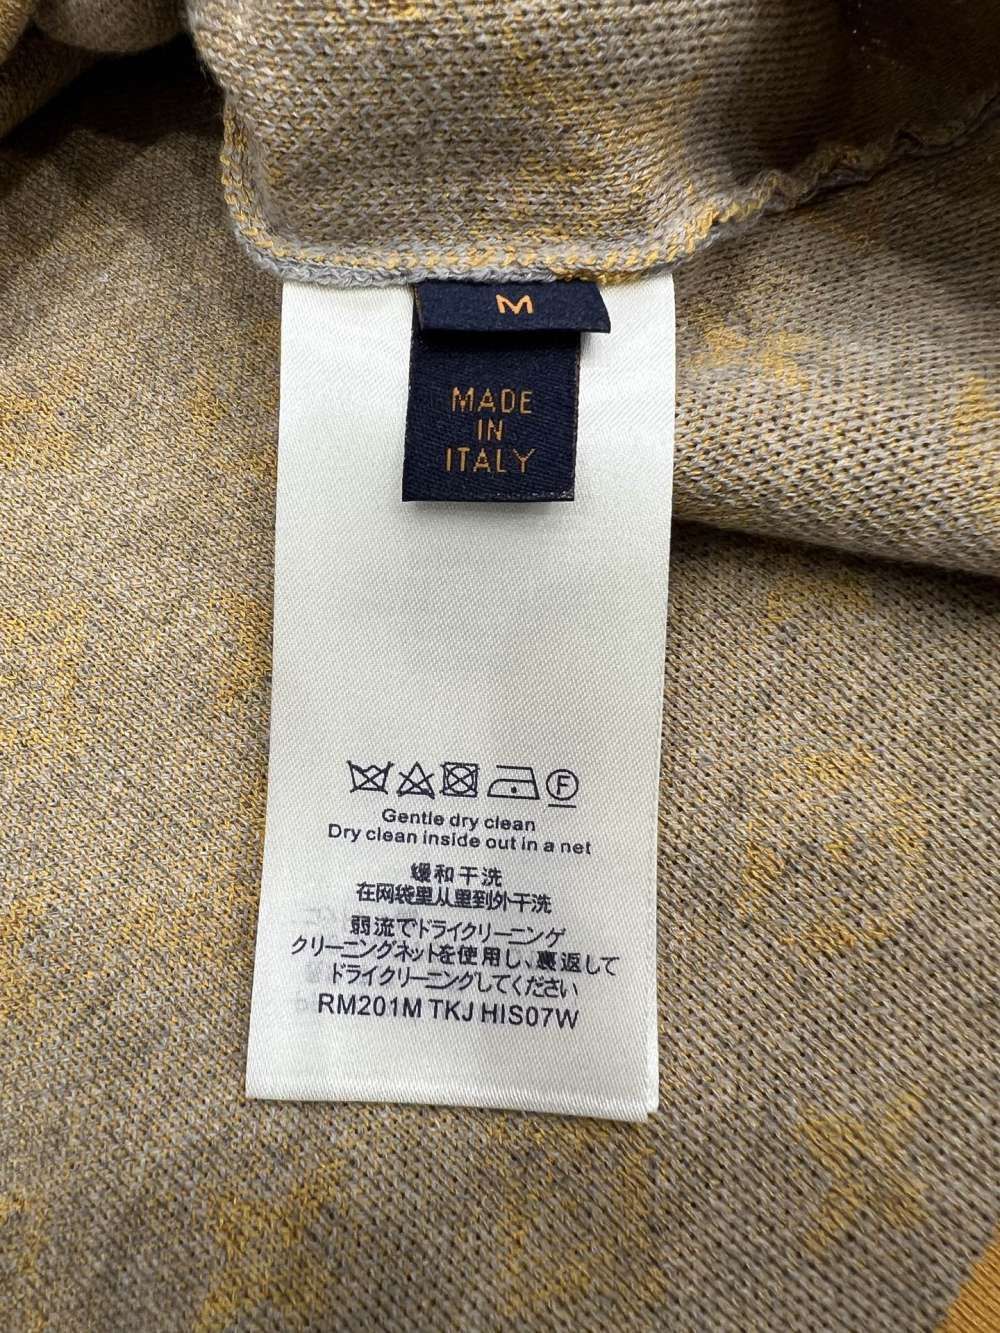 M
MADE
IN
ITALY
F
Gentle dry clean
Dry clean inside out in a net
缓和干洗
在网袋里从里到外干洗
弱流でドライクリーニング
クリーニングネットを使用し、裏返して
ドライクリーニングしてください
RM201M TKJ HIS07W